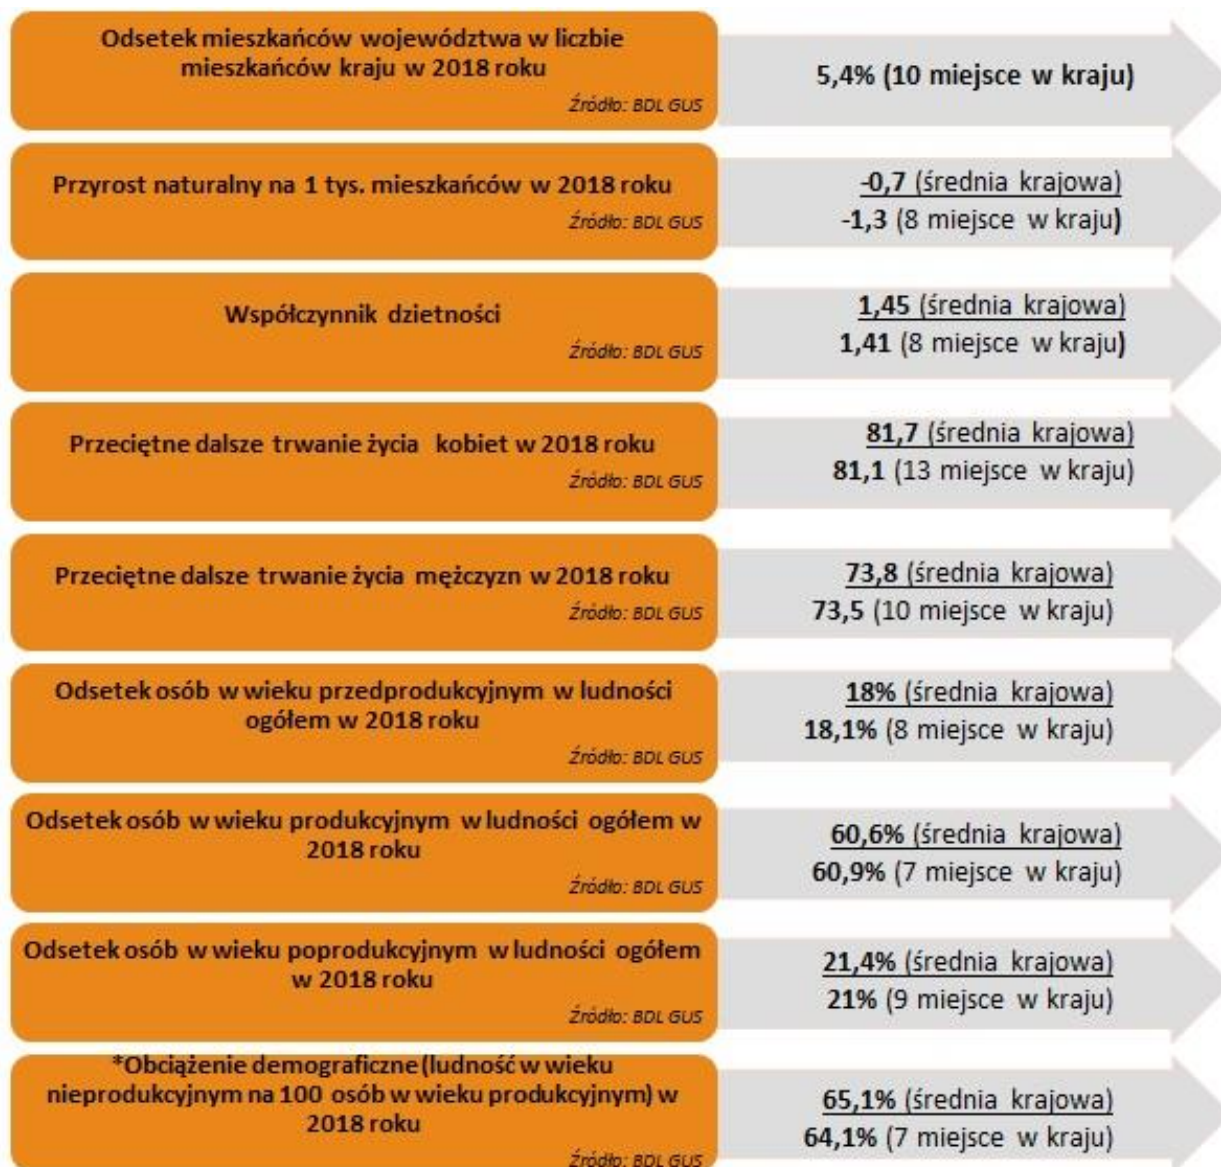 Odsetek mieszkańców województwa w liczbie
mieszkańców kraju w 2018 roku
Źródło: BDL GUS
5,4% (10 miejsce w kraju)
Przyrost naturalny na 1 tys. mieszkańców w 2018 roku
Źródło: BDL GUS
-0,7 (średnia krajowa)
-1,3 (8 miejsce w kraju)
Współczynnik dzietności
Źródło: BDL GUS
1,45 (średnia krajowa)
1,41 (8 miejsce w kraju)
Przeciętne dalsze trwanie życia kobiet w 2018 roku
Źródło: BDL GUS
81,7 (średnia krajowa)
81,1 (13 miejsce w kraju)
Przeciętne dalsze trwanie życia mężczyzn w 2018 roku
Źródło: BDL GUS
73,8 (średnia krajowa)
73,5 (10 miejsce w kraju)
Odsetek osób w wieku przedprodukcyjnym w ludności
ogółem w 2018 roku
Źródło: BDL GUS
18% (średnia krajowa)
18,1% (8 miejsce w kraju)
Odsetek osób w wieku produkcyjnym w ludności ogółem w
2018 roku
Źródło: BDL GUS
60,6% (średnia krajowa)
60,9% (7 miejsce w kraju)
Odsetek osób w wieku poprodukcyjnym w ludności ogółem
w 2018 roku
Źródło: BDL GUS
21,4% (średnia krajowa)
21% (9 miejsce w kraju)
*Obciążenie demograficzne (ludność w wieku
nieprodukcyjnym na 100 osób w wieku produkcyjnym) w
2018 roku
Źródło: BDL GUS
65,1% (średnia krajowa)
64,1% (7 miejsce w kraju)